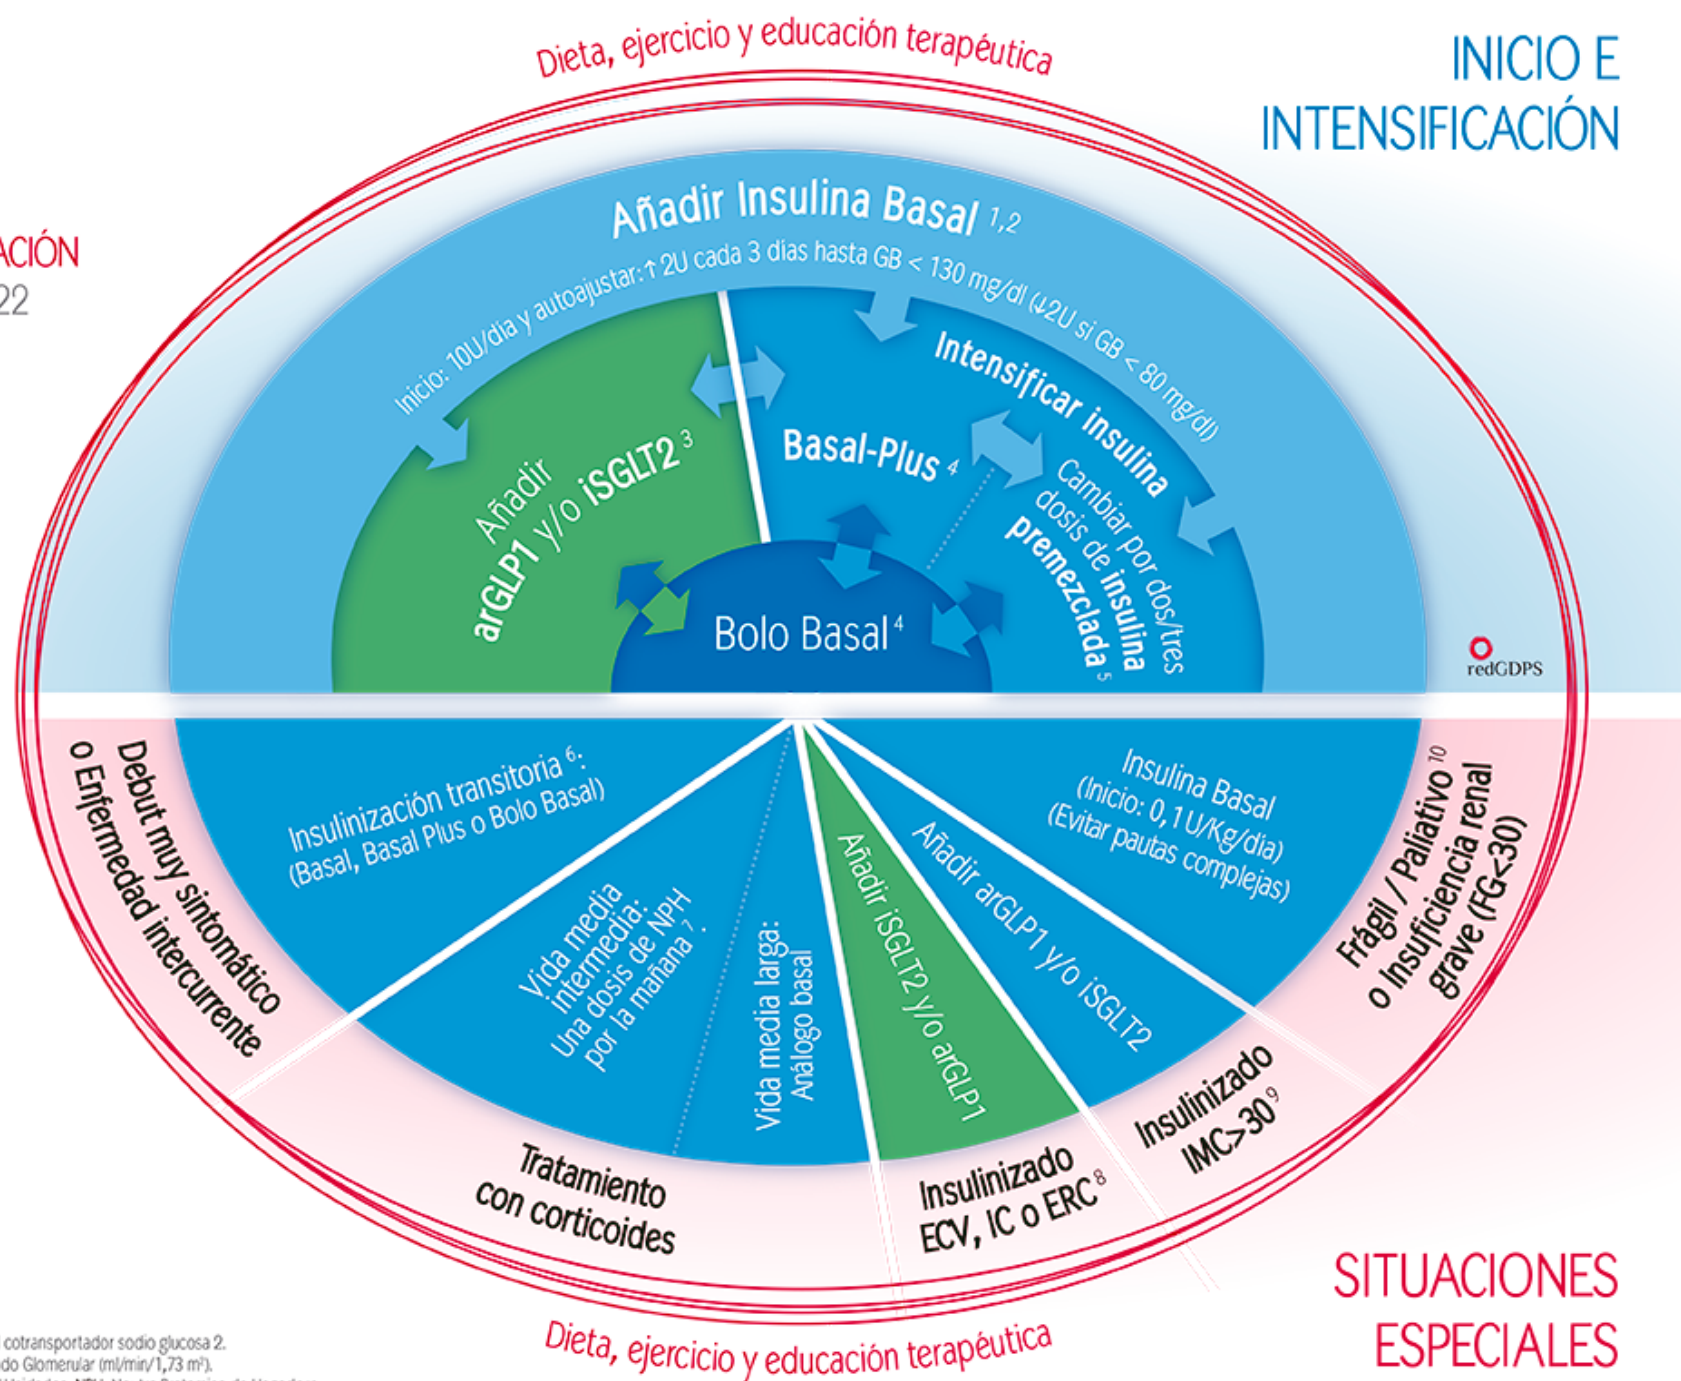 Dieta, ejercicio y educación terapéutica
INICIO E
INTENSIFICACIÓN
22
Añadir Insulina Basal 1,2
Inicio: 10U/día y autoajustar: ↑ 2U cada 3 días hasta GB < 130 mg/dl (↓2U si GB < 80 mg/dl)
Añadir
arGLP1 y/o iSGLT2 3
Intensificar insulina
Basal-Plus 4
Cambiar por dos/tres
dosis de insulina
premezclada 5
Bolo Basal 4
redGDPS
Insulinización transitoria 6:
(Basal, Basal Plus o Bolo Basal)
Debut muy sintomático
o Enfermedad intercurrente
Vida media
intermedia:
Una dosis de NPH
por la mañana 7.
Vida media larga:
Análogo basal
Tratamiento
con corticoides
Añadir iSGLT2 y/o arGLP1
Insulinizado
ECV, IC o ERC 8
Añadir arGLP1 y/o iSGLT2
Insulinizado
IMC>30 9
Insulina Basal
(Inicio: 0,1U/Kg/día)
(Evitar pautas complejas)
Frágil / Paliativo 10
o Insuficiencia renal
grave (FG<30)
SITUACIONES
ESPECIALES
Dieta, ejercicio y educación terapéutica
cotransportador sodio glucosa 2.
Glomerular (ml/min/1,73 m²).